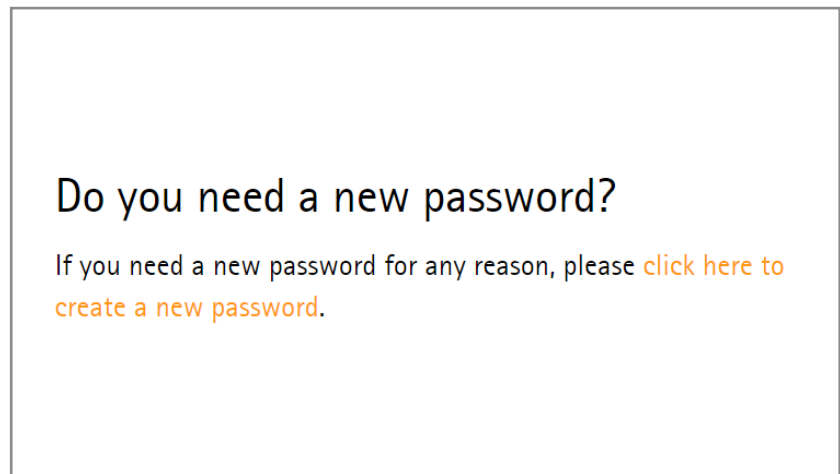 Do you need a new password?
If you need a new password for any reason, please click here to
create a new password.